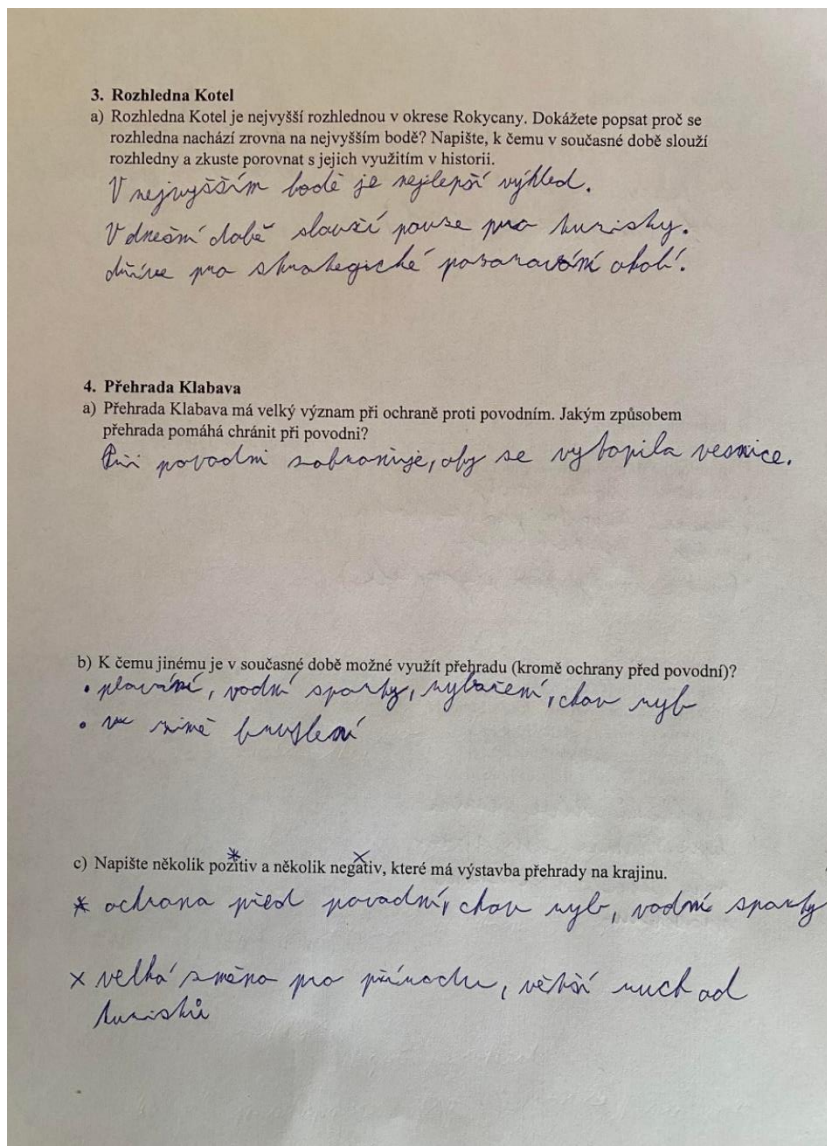 3. Rozhledna Kotel
a) Rozhledna Kotel je nejvyšší rozhlednou v okrese Rokycany. Dokážete popsat proč se
rozhledna nachází zrovna na nejvyšším bodě? Napište, k čemu v současné době slouží
rozhledny a zkuste porovnat s jejich využitím v historii.
V nejvyšším bodě je nejlepší výhled.
V dnešní době slouží pouze pro turisty.
dříve pro strategické pozorování okolí.
4. Přehrada Klabava
a) Přehrada Klabava má velký význam při ochraně proti povodním. Jakým způsobem
přehrada pomáhá chránit při povodni?
Při povodni zabraňuje, aby se vytopila vesnice.
b) K čemu jinému je v současné době možné využít přehradu (kromě ochrany před povodní)?
• plavání, vodní sporty, rybaření, chov ryb
• v zimě bruslení
c) Napište několik pozitiv a několik negativ, které má výstavba přehrady na krajinu.
* ochrana před povodní, chov ryb, vodní sporty
x velká změna pro přírodu, větší ruch od
turistů